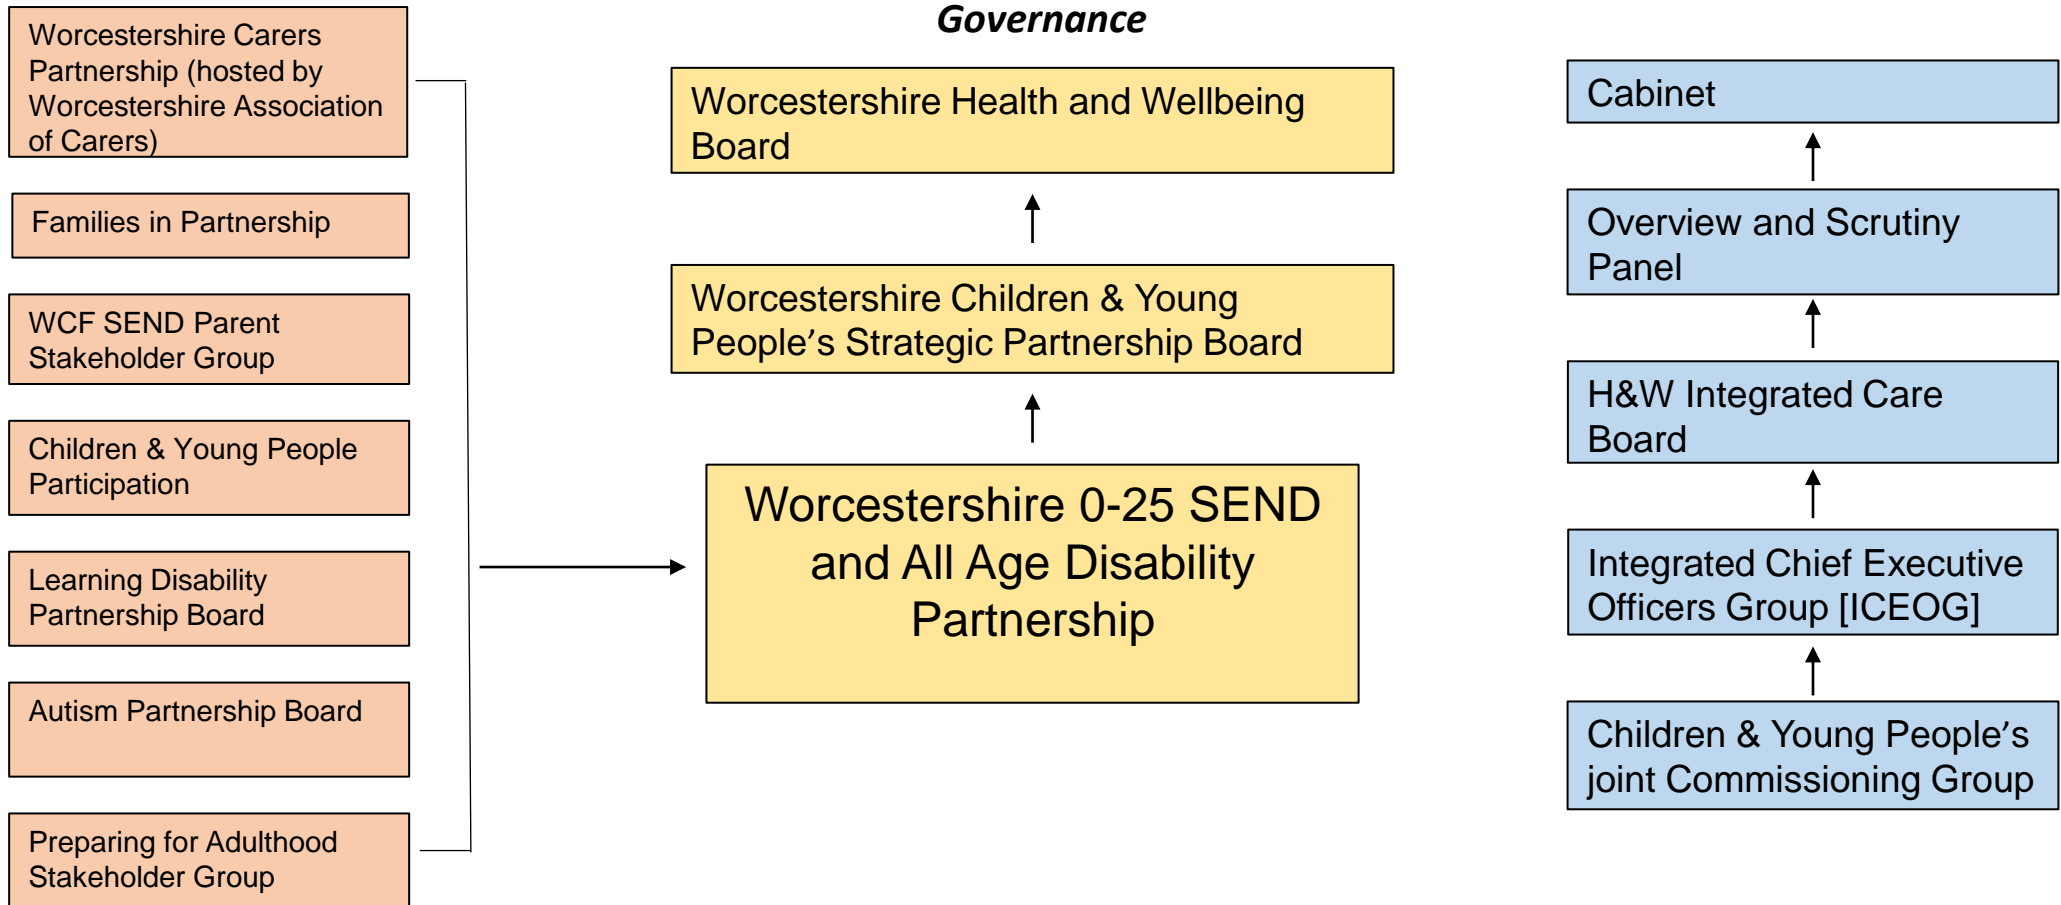 Governance
Worcestershire Carers
Partnership (hosted by
Worcestershire Association
of Carers)
Families in Partnership
WCF SEND Parent
Stakeholder Group
Children & Young People
Participation
Learning Disability
Partnership Board
Autism Partnership Board
Preparing for Adulthood
Stakeholder Group
Worcestershire Health and Wellbeing
Board
Worcestershire Children & Young
People’s Strategic Partnership Board
Worcestershire 0-25 SEND
and All Age Disability
Partnership
Cabinet
Overview and Scrutiny
Panel
H&W Integrated Care
Board
Integrated Chief Executive
Officers Group [ICEOG]
Children & Young People’s
joint Commissioning Group